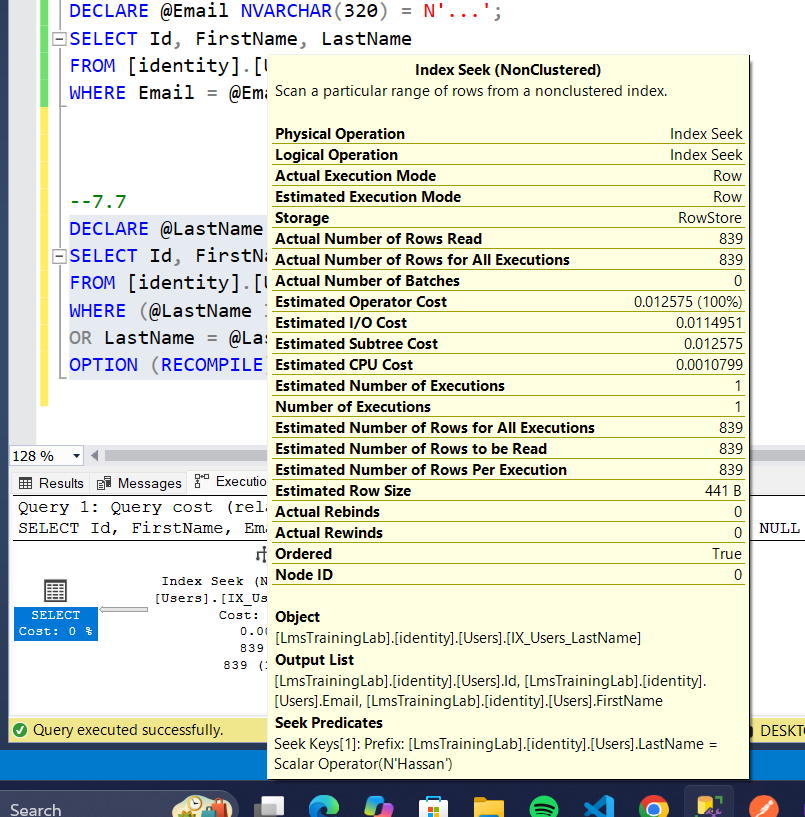 DECLARE @Email NVARCHAR(320) = N'...';
SELECT Id, FirstName, LastName
FROM [identity].[
WHERE Email = @Ema
--7.7
DECLARE @LastName
SELECT Id, FirstNa
FROM [identity].[
WHERE (@LastName
OR LastName = @Las
OPTION (RECOMPILE
Index Seek (NonClustered)
Scan a particular range of rows from a nonclustered index.
Physical Operation Index Seek
Logical Operation Index Seek
Actual Execution Mode Row
Estimated Execution Mode Row
Storage RowStore
Actual Number of Rows Read 839
Actual Number of Rows for All Executions 839
Actual Number of Batches 0
Estimated Operator Cost 0.012575 (100%)
Estimated I/O Cost 0.0114951
Estimated Subtree Cost 0.012575
Estimated CPU Cost 0.0010799
Estimated Number of Executions 1
Number of Executions 1
Estimated Number of Rows for All Executions 839
Estimated Number of Rows to be Read 839
Estimated Number of Rows Per Execution 839
Estimated Row Size 441 B
Actual Rebinds 0
Actual Rewinds 0
Ordered True
Node ID 0
Object
[LmsTrainingLab].[identity].[Users].[IX_Users_LastName]
Output List
[LmsTrainingLab].[identity].[Users].Id, [LmsTrainingLab].[identity].
[Users].Email, [LmsTrainingLab].[identity].[Users].FirstName
Seek Predicates
Seek Keys[1]: Prefix: [LmsTrainingLab].[identity].[Users].LastName =
Scalar Operator(N'Hassan')
128 %
Results Messages Executio
Query 1: Query cost (rela
SELECT Id, FirstName, Ema
NULL
Index Seek (N
[Users].[IX_Us
Cost:
0.00
839
839 (
SELECT
Cost: 0 %
Query executed successfully.
DESKTO
Search